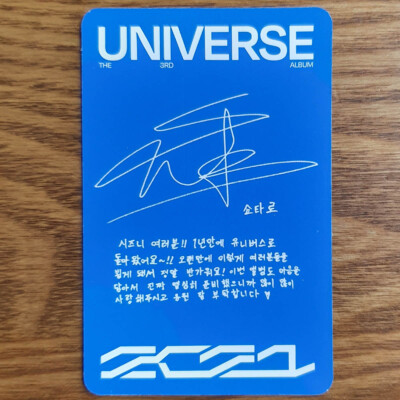 UNIVERSE
THE 3RD ALBUM
쇼타로
시즈니 여러분!! 1년만에 유니버스로
돌아왔어요~!! 오랜만에 이렇게 여러분들을
뵙게 돼서 정말 반가워요! 이번 앨범도 마음을
담아서 진짜 열심히 준비했으니까 많이 많이
사랑해주시고 응원 잘 부탁합니다
2021